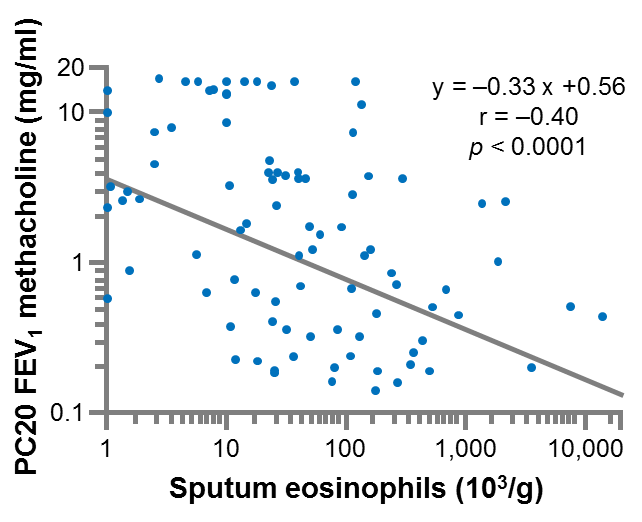 PC20 FEV₁ methacholine (mg/ml)
20
10
1
0.1
y = –0.33 x +0.56
r = –0.40
p < 0.0001
1 10 100 1,000 10,000
Sputum eosinophils (10³/g)